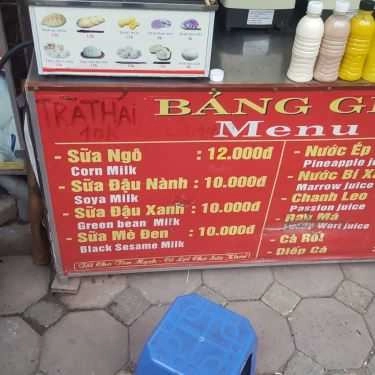 TRÀ THÁI
10K
BẢNG GI
Menu
- Sữa Ngô : 12.000đ
Corn Milk
- Sữa Đậu Nành : 10.000đ
Soya Milk
- Sữa Đậu Xanh : 10.000đ
Green bean Milk
- Sữa Mè Đen : 10.000đ
Black Sesame Milk
- Nước Ép
Pineapple j
- Nước Bí X
Marrow juice
- Chanh Leo
Passion juice
- Rau Má
Wort juice
- Cà Rốt
- Diếp Cá